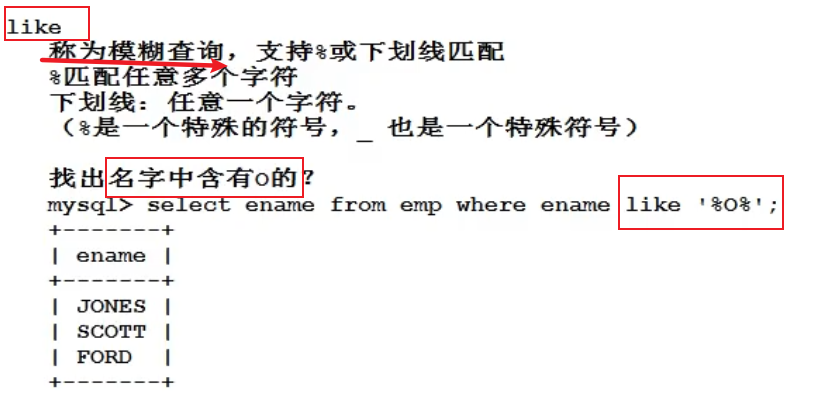 like
称为模糊查询，支持%或下划线匹配
%匹配任意多个字符
下划线：任意一个字符。
（%是一个特殊的符号，_ 也是一个特殊符号）
找出名字中含有O的？
mysql> select ename from emp where ename like '%O%';
+-------+
| ename |
+-------+
| JONES |
| SCOTT |
| FORD  |
+-------+